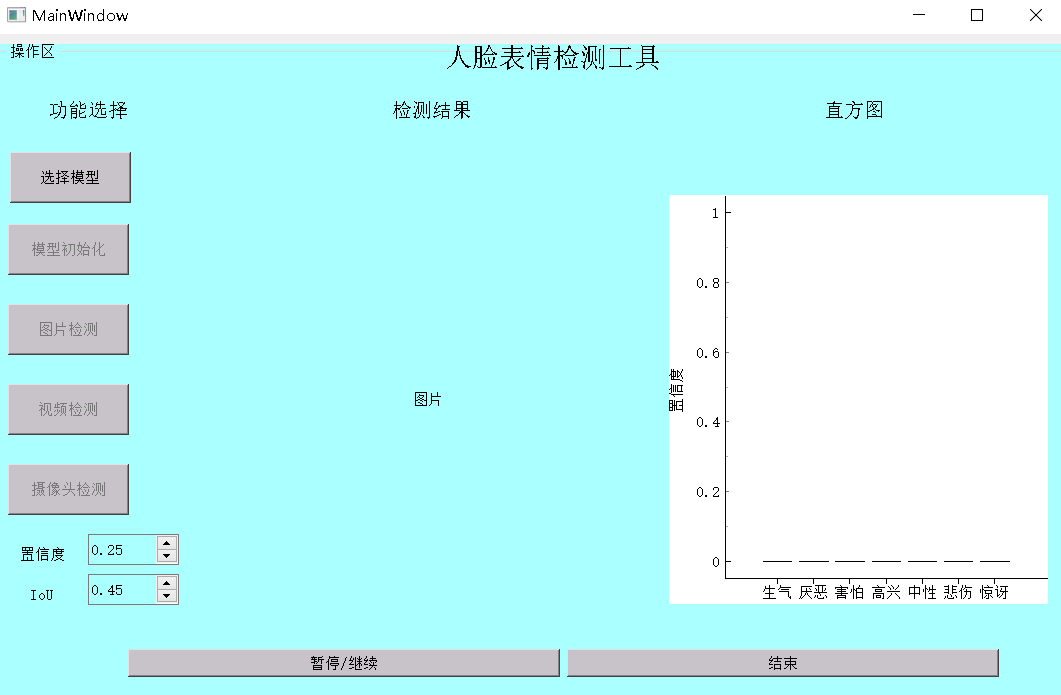 MainWindow
操作区
人脸表情检测工具
功能选择
检测结果
直方图
选择模型
模型初始化
图片检测
视频检测
摄像头检测
置信度 0.25
IoU 0.45
图片
置信度
1
0.8
0.6
0.4
0.2
0
生气 厌恶 害怕 高兴 中性 悲伤 惊讶
暂停/继续
结束